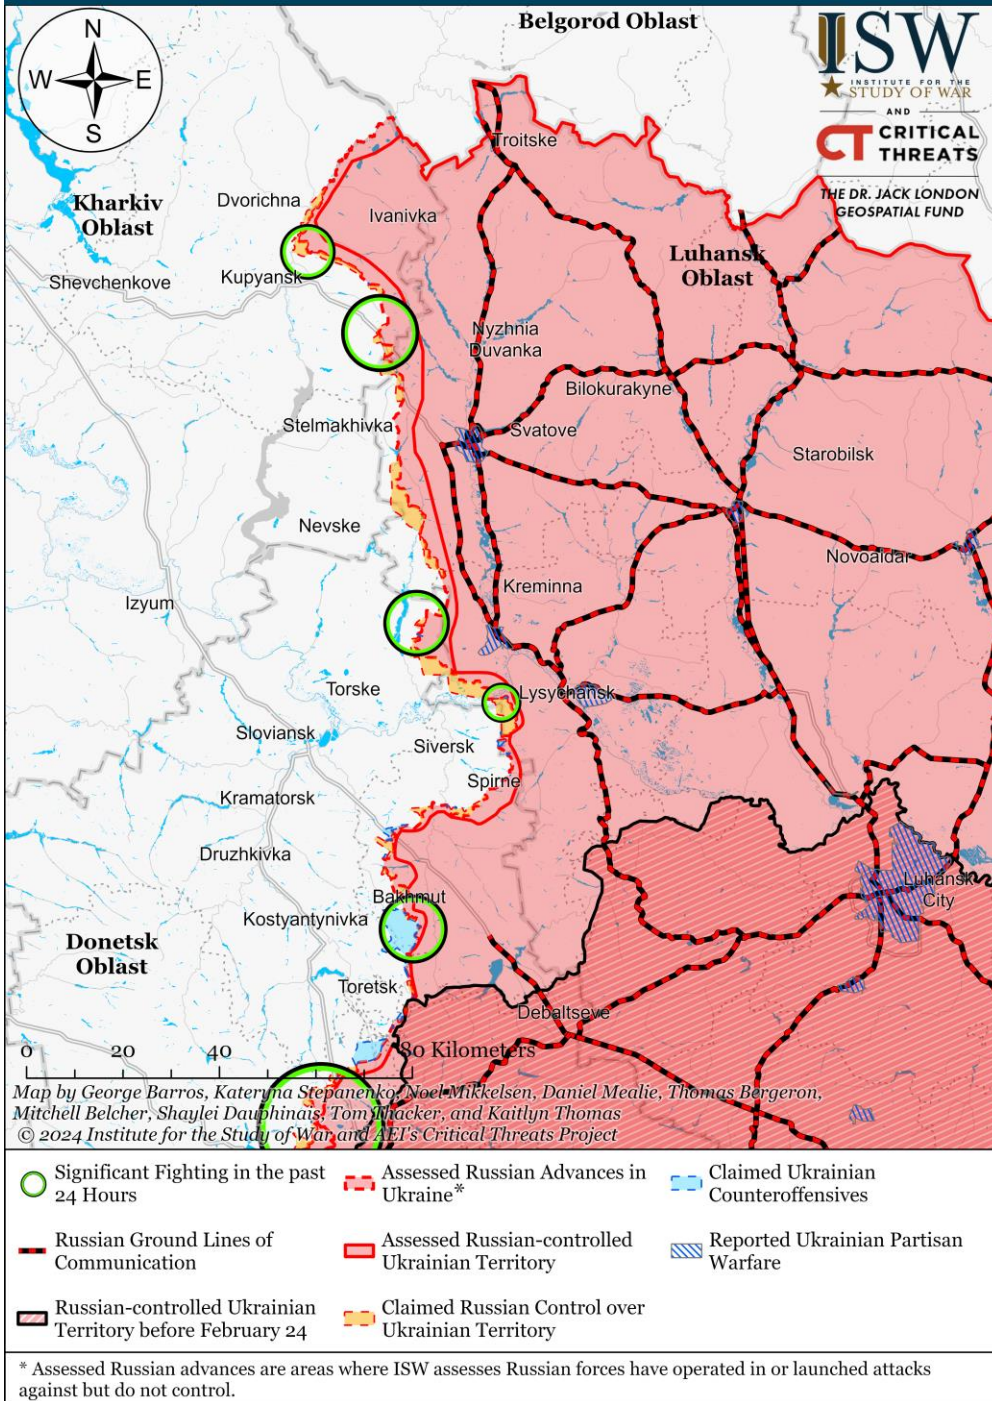 Belgorod Oblast
ISW
INSTITUTE FOR THE
STUDY OF WAR
AND
CT CRITICAL
THREATS
THE DR. JACK LONDON
GEOSPATIAL FUND
N
W
E
S
Troitske
Dvorichna
Kharkiv
Oblast
Ivanivka
Luhansk
Oblast
Shevchenkove
Kupyansk
Nyzhnia
Duvanka
Bilokurakyne
Stelmakhivka
Svatove
Starobilsk
Nevske
Novoaidar
Izyum
Kreminna
Torske
Lysychansk
Sloviansk
Siversk
Spirne
Kramatorsk
Druzhkivka
Luhansk
City
Bakhmut
Kostyantynivka
Donetsk
Oblast
Toretsk
Debaltseve
0 20 40 80 Kilometers
Map by George Barros, Kateryna Stepanenko, Noel Mikkelsen, Daniel Mealie, Thomas Bergeron,
Mitchell Belcher, Shaylei Dauphinais, Tom Thacker, and Kaitlyn Thomas
© 2024 Institute for the Study of War and AEI's Critical Threats Project
Significant Fighting in the past
24 Hours
Russian Ground Lines of
Communication
Russian-controlled Ukrainian
Territory before February 24
Assessed Russian Advances in
Ukraine*
Assessed Russian-controlled
Ukrainian Territory
Claimed Russian Control over
Ukrainian Territory
Claimed Ukrainian
Counteroffensives
Reported Ukrainian Partisan
Warfare
* Assessed Russian advances are areas where ISW assesses Russian forces have operated in or launched attacks
against but do not control.